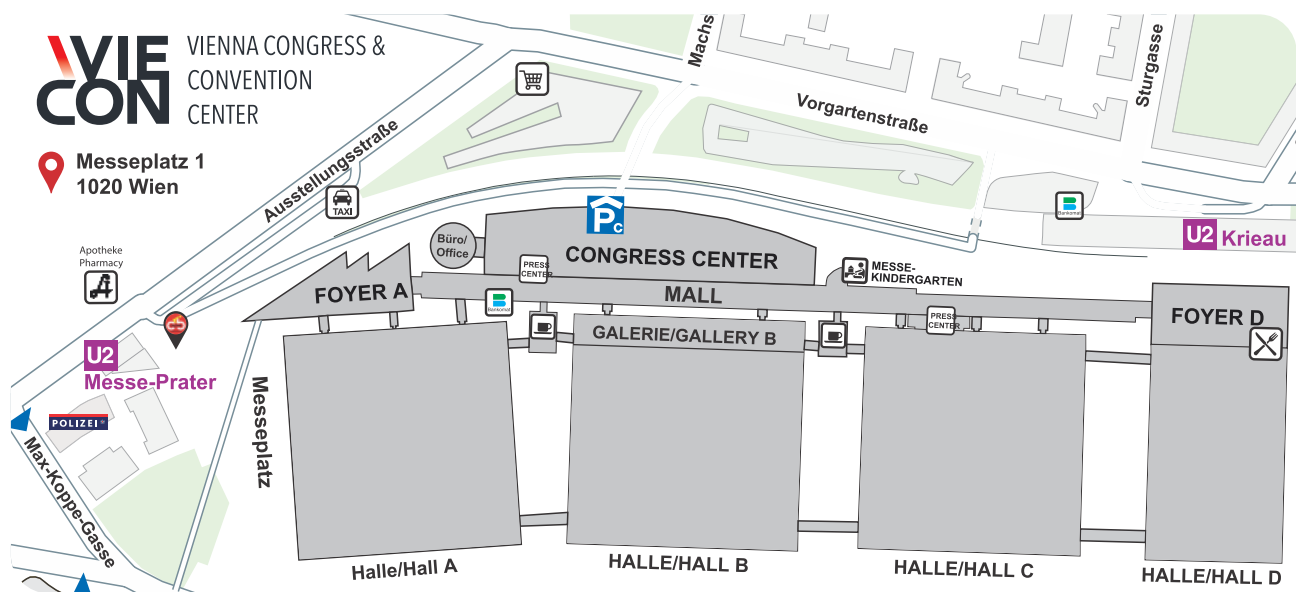 VIE
CON
VIENNA CONGRESS &
CONVENTION
CENTER
Messeplatz 1
1020 Wien
Machs
Sturgasse
Vorgartenstraße
Ausstellungsstraße
TAXI
P
C
Bankomat
U2 Krieau
Apotheke
Pharmacy
Büro/
Office
PRESS
CENTER
CONGRESS CENTER
MESSE-
KINDERGARTEN
FOYER A
MALL
Bankomat
PRESS
CENTER
FOYER D
GALERIE/GALLERY B
U2
Messe-Prater
POLIZEI
Messeplatz
Max-Koppe-Gasse
Halle/Hall A
HALLE/HALL B
HALLE/HALL C
HALLE/HALL D